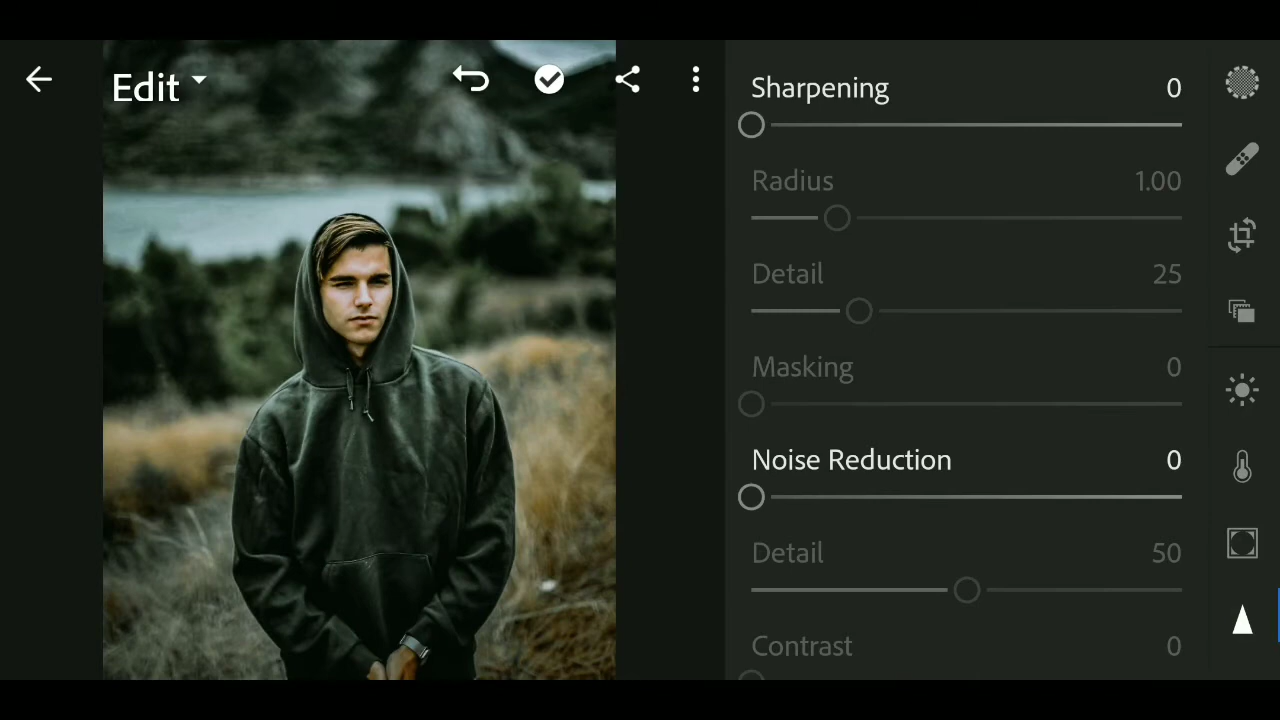 Edit
Sharpening 0
Radius 1.00
Detail 25
Masking 0
Noise Reduction 0
Detail 50
Contrast 0